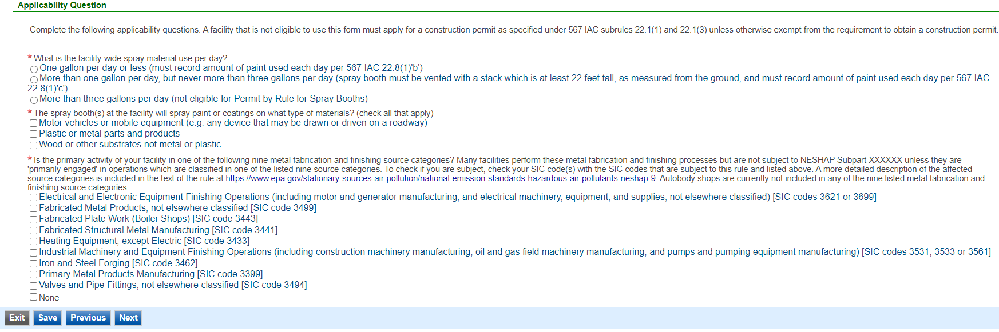 Applicability Question
Complete the following applicability questions. A facility that is not eligible to use this form must apply for a construction permit as specified under 567 IAC subrules 22.1(1) and 22.1(3) unless otherwise exempt from the requirement to obtain a construction permit.
* What is the facility-wide spray material use per day?
One gallon per day or less (must record amount of paint used each day per 567 IAC 22.8(1)'b')
More than one gallon per day, but never more than three gallons per day (spray booth must be vented with a stack which is at least 22 feet tall, as measured from the ground, and must record amount of paint used each day per 567 IAC
22.8(1)'c')
More than three gallons per day (not eligible for Permit by Rule for Spray Booths)
* The spray booth(s) at the facility will spray paint or coatings on what type of materials? (check all that apply)
Motor vehicles or mobile equipment (e.g. any device that may be drawn or driven on a roadway)
Plastic or metal parts and products
Wood or other substrates not metal or plastic
* Is the primary activity of your facility in one of the following nine metal fabrication and finishing source categories? Many facilities perform these metal fabrication and finishing processes but are not subject to NESHAP Subpart XXXXXX unless they are
'primarily engaged' in operations which are classified in one of the listed nine source categories. To check if you are subject, check your SIC code(s) with the SIC codes that are subject to this rule and listed above. A more detailed description of the affected
source categories is included in the text of the rule at https://www.epa.gov/stationary-sources-air-pollution/national-emission-standards-hazardous-air-pollutants-neshap-9. Autobody shops are currently not included in any of the nine listed metal fabrication and
finishing source categories.
Electrical and Electronic Equipment Finishing Operations (including motor and generator manufacturing, and electrical machinery, equipment, and supplies, not elsewhere classified) [SIC codes 3621 or 3699]
Fabricated Metal Products, not elsewhere classified [SIC code 3499]
Fabricated Plate Work (Boiler Shops) [SIC code 3443]
Fabricated Structural Metal Manufacturing [SIC code 3441]
Heating Equipment, except Electric [SIC code 3433]
Industrial Machinery and Equipment Finishing Operations (including construction machinery manufacturing; oil and gas field machinery manufacturing; and pumps and pumping equipment manufacturing) [SIC codes 3531, 3533 or 3561]
Iron and Steel Forging [SIC code 3462]
Primary Metal Products Manufacturing [SIC code 3399]
Valves and Pipe Fittings, not elsewhere classified [SIC code 3494]
None
Exit Save Previous Next